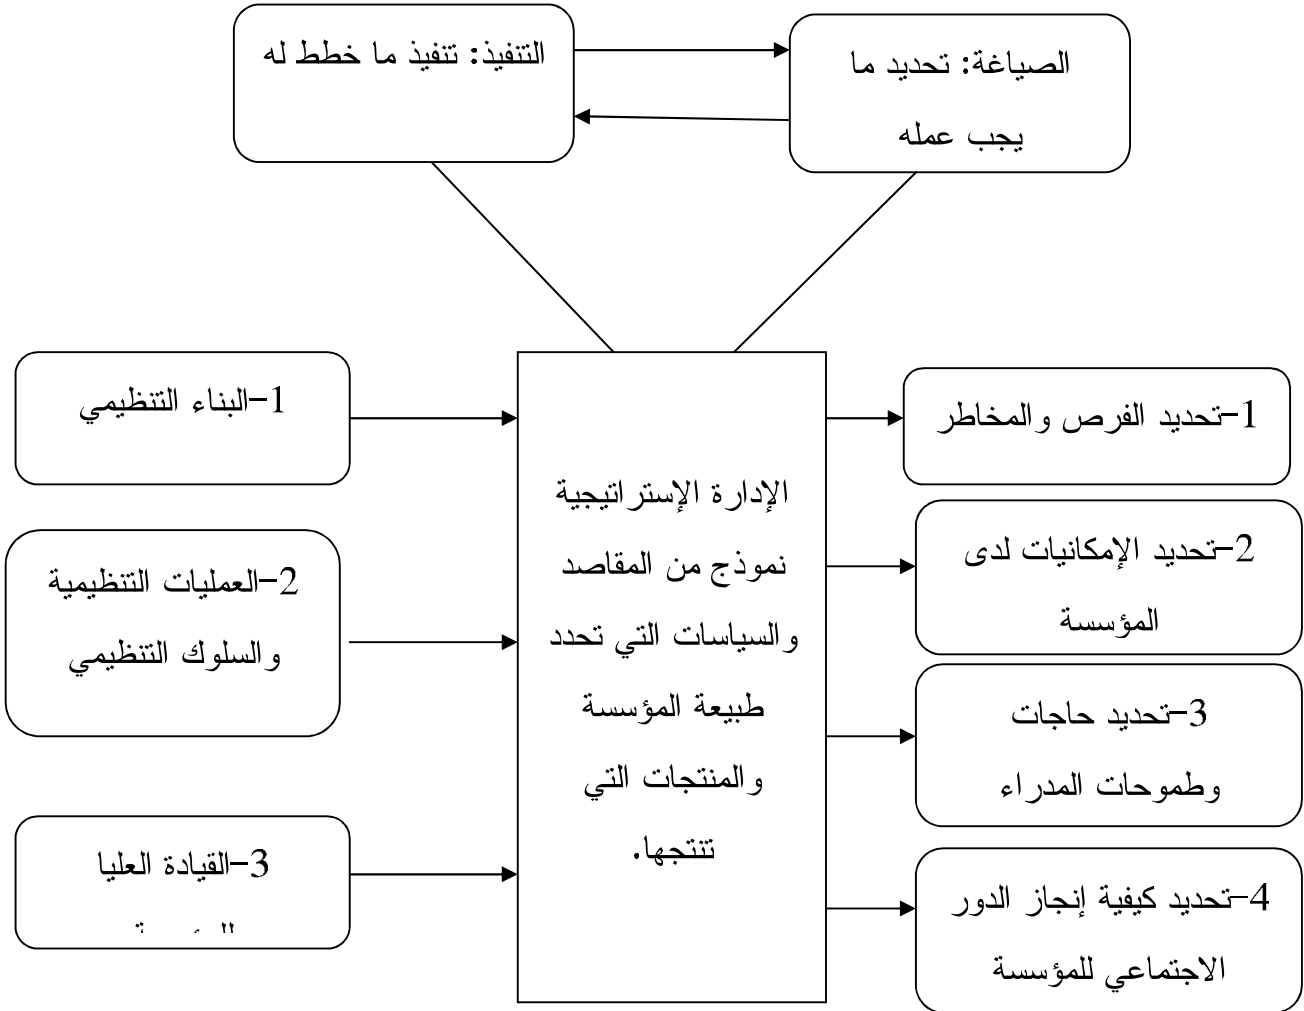 الصياغة: تحديد ما
يجب عمله
التنفيذ: تنفيذ ما خطط له
1-تحديد الفرص والمخاطر
2-تحديد الإمكانيات لدى
المؤسسة
3-تحديد حاجات
وطموحات المدراء
4-تحديد كيفية إنجاز الدور
الاجتماعي للمؤسسة
الإدارة الإستراتيجية
نموذج من المقاصد
والسياسات التي تحدد
طبيعة المؤسسة
والمنتجات التي
تنتجها.
1-البناء التنظيمي
2-العمليات التنظيمية
والسلوك التنظيمي
3-القيادة العليا